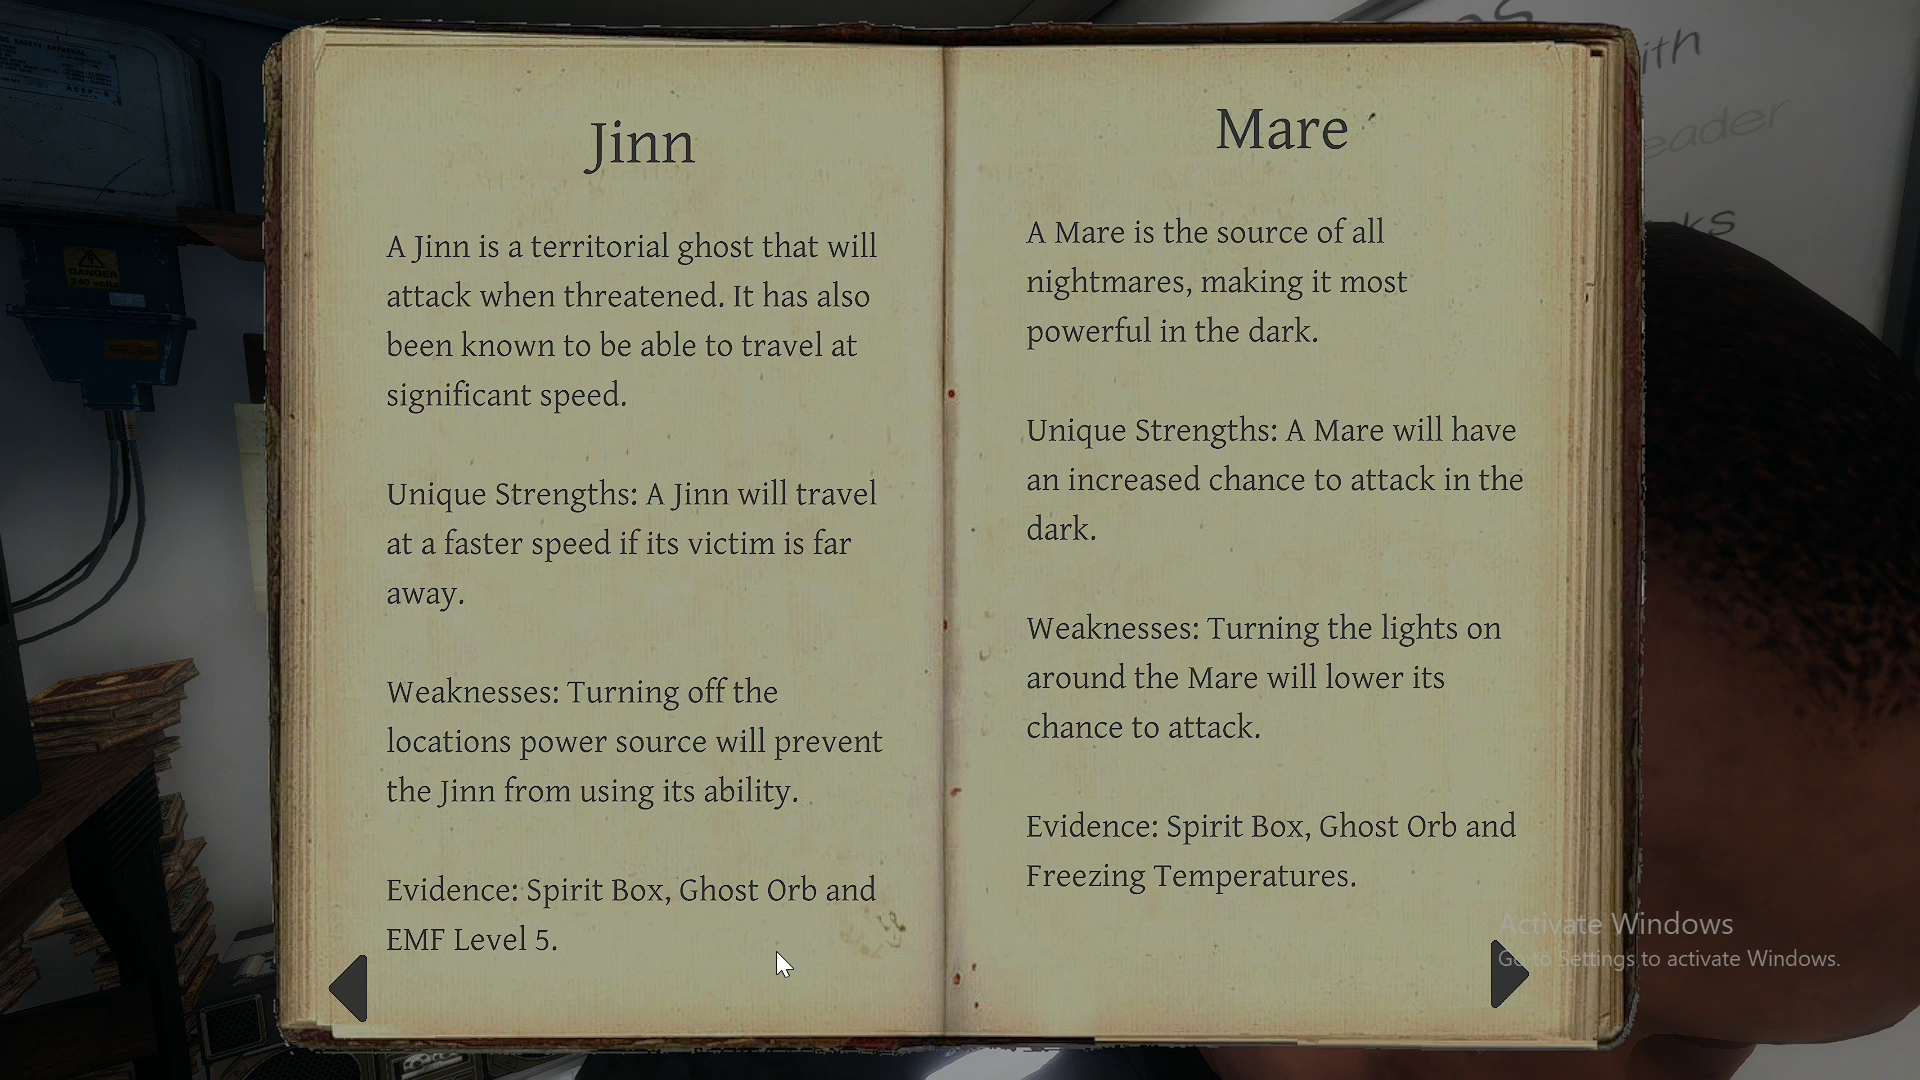 Jinn
A Jinn is a territorial ghost that will
attack when threatened. It has also
been known to be able to travel at
significant speed.
Unique Strengths: A Jinn will travel
at a faster speed if its victim is far
away.
Weaknesses: Turning off the
locations power source will prevent
the Jinn from using its ability.
Evidence: Spirit Box, Ghost Orb and
EMF Level 5.
Mare
A Mare is the source of all
nightmares, making it most
powerful in the dark.
Unique Strengths: A Mare will have
an increased chance to attack in the
dark.
Weaknesses: Turning the lights on
around the Mare will lower its
chance to attack.
Evidence: Spirit Box, Ghost Orb and
Freezing Temperatures.
Activate Windows
Go to Settings to activate Windows.
DANGER
240 volts